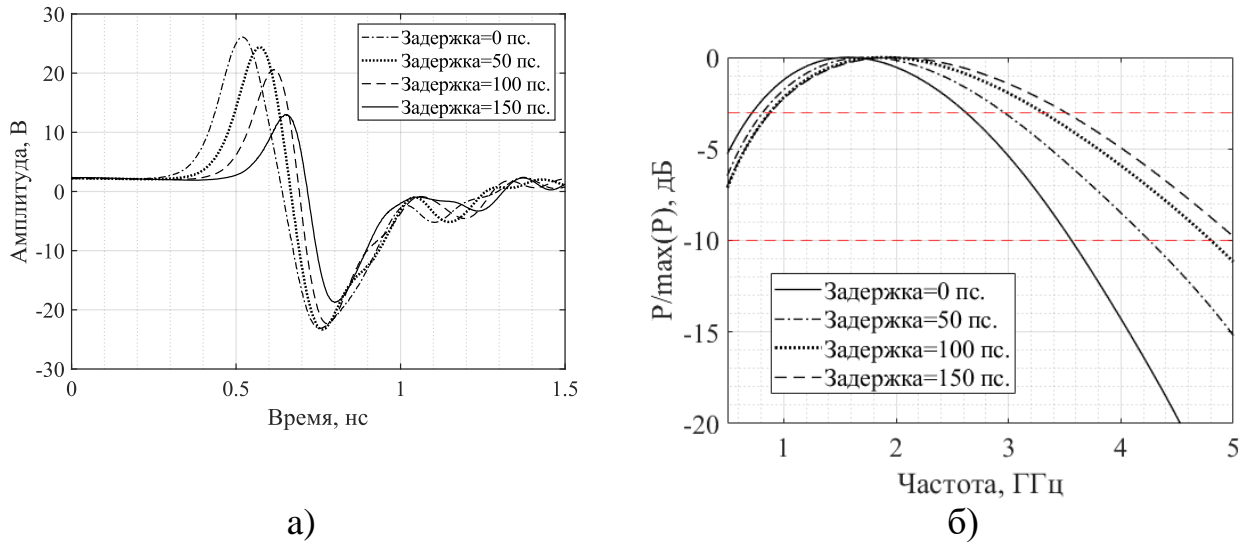 30
20
10
0
-10
-20
-30
Амплитуда, В
0
0.5
1
1.5
Время, нс
Задержка=0 пс.
Задержка=50 пс.
Задержка=100 пс.
Задержка=150 пс.
а)
0
-5
-10
-15
-20
P/max(P), дБ
1
2
3
4
5
Частота, ГГц
Задержка=0 пс.
Задержка=50 пс.
Задержка=100 пс.
Задержка=150 пс.
б)